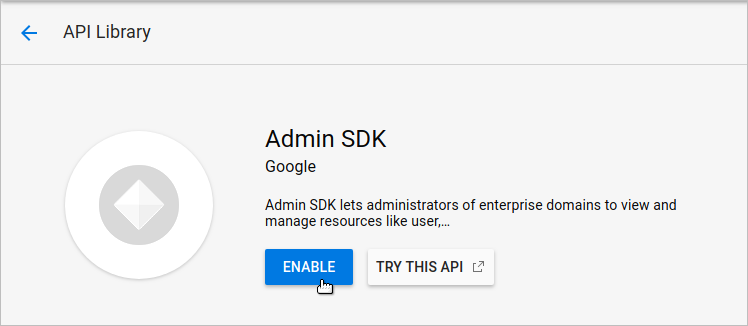 API Library
Admin SDK
Google
Admin SDK lets administrators of enterprise domains to view and
manage resources like user,...
ENABLE
TRY THIS API